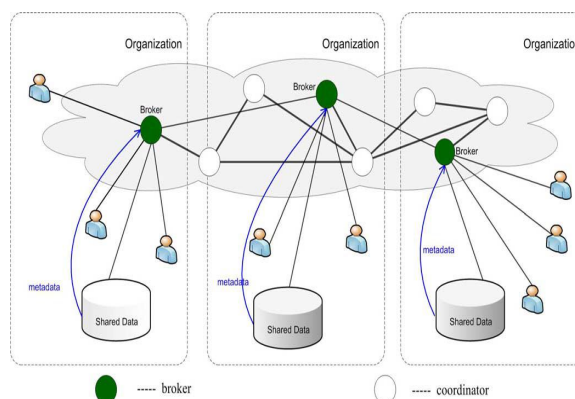 Organization
Organization
Organizatio
Broker
Broker
Broker
metadata
metadata
metadata
Shared Data
Shared Data
Shared Data
----- broker
----- coordinator